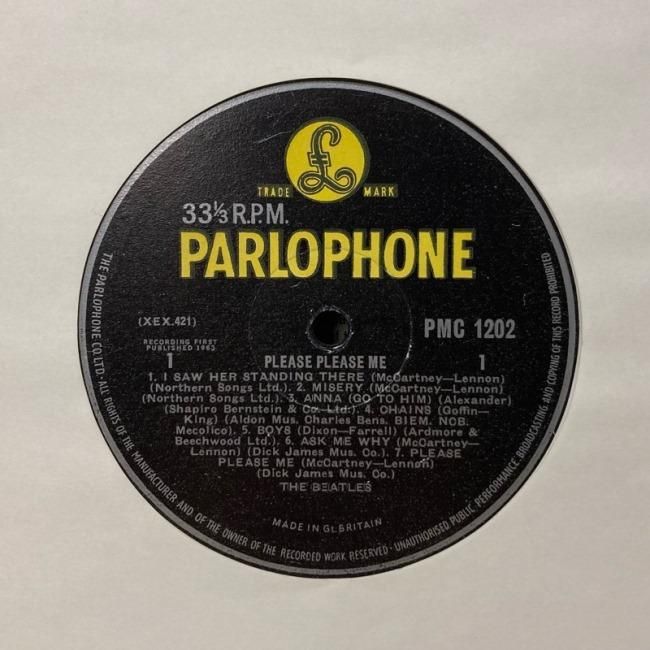 £
TRADE MARK
33⅓ R.P.M.
PARLOPHONE
(XEX.421)
PMC 1202
RECORDING FIRST
PUBLISHED 1963
1 PLEASE PLEASE ME 1
1. I SAW HER STANDING THERE (McCartney—Lennon)
(Northern Songs Ltd.). 2. MISERY (McCartney—Lennon)
(Northern Songs Ltd.). 3. ANNA (GO TO HIM) (Alexander)
(Shapiro Bernstein & Co. Ltd.). 4. CHAINS (Goffin—
King) (Aldon Mus. Charles Bens. BIEM. NCB.
Mecolico). 5. BOYS (Dixon—Farrell) (Ardmore &
Beechwood Ltd.). 6. ASK ME WHY (McCartney—
Lennon) (Dick James Mus. Co.). 7. PLEASE
PLEASE ME (McCartney—Lennon)
(Dick James Mus. Co.)
THE BEATLES
MADE IN Gt. BRITAIN
THE PARLOPHONE CO. LTD. · ALL RIGHTS OF THE MANUFACTURER AND OF THE OWNER OF THE RECORDED WORK RESERVED · UNAUTHORISED PUBLIC PERFORMANCE BROADCASTING AND COPYING OF THIS RECORD PROHIBITED